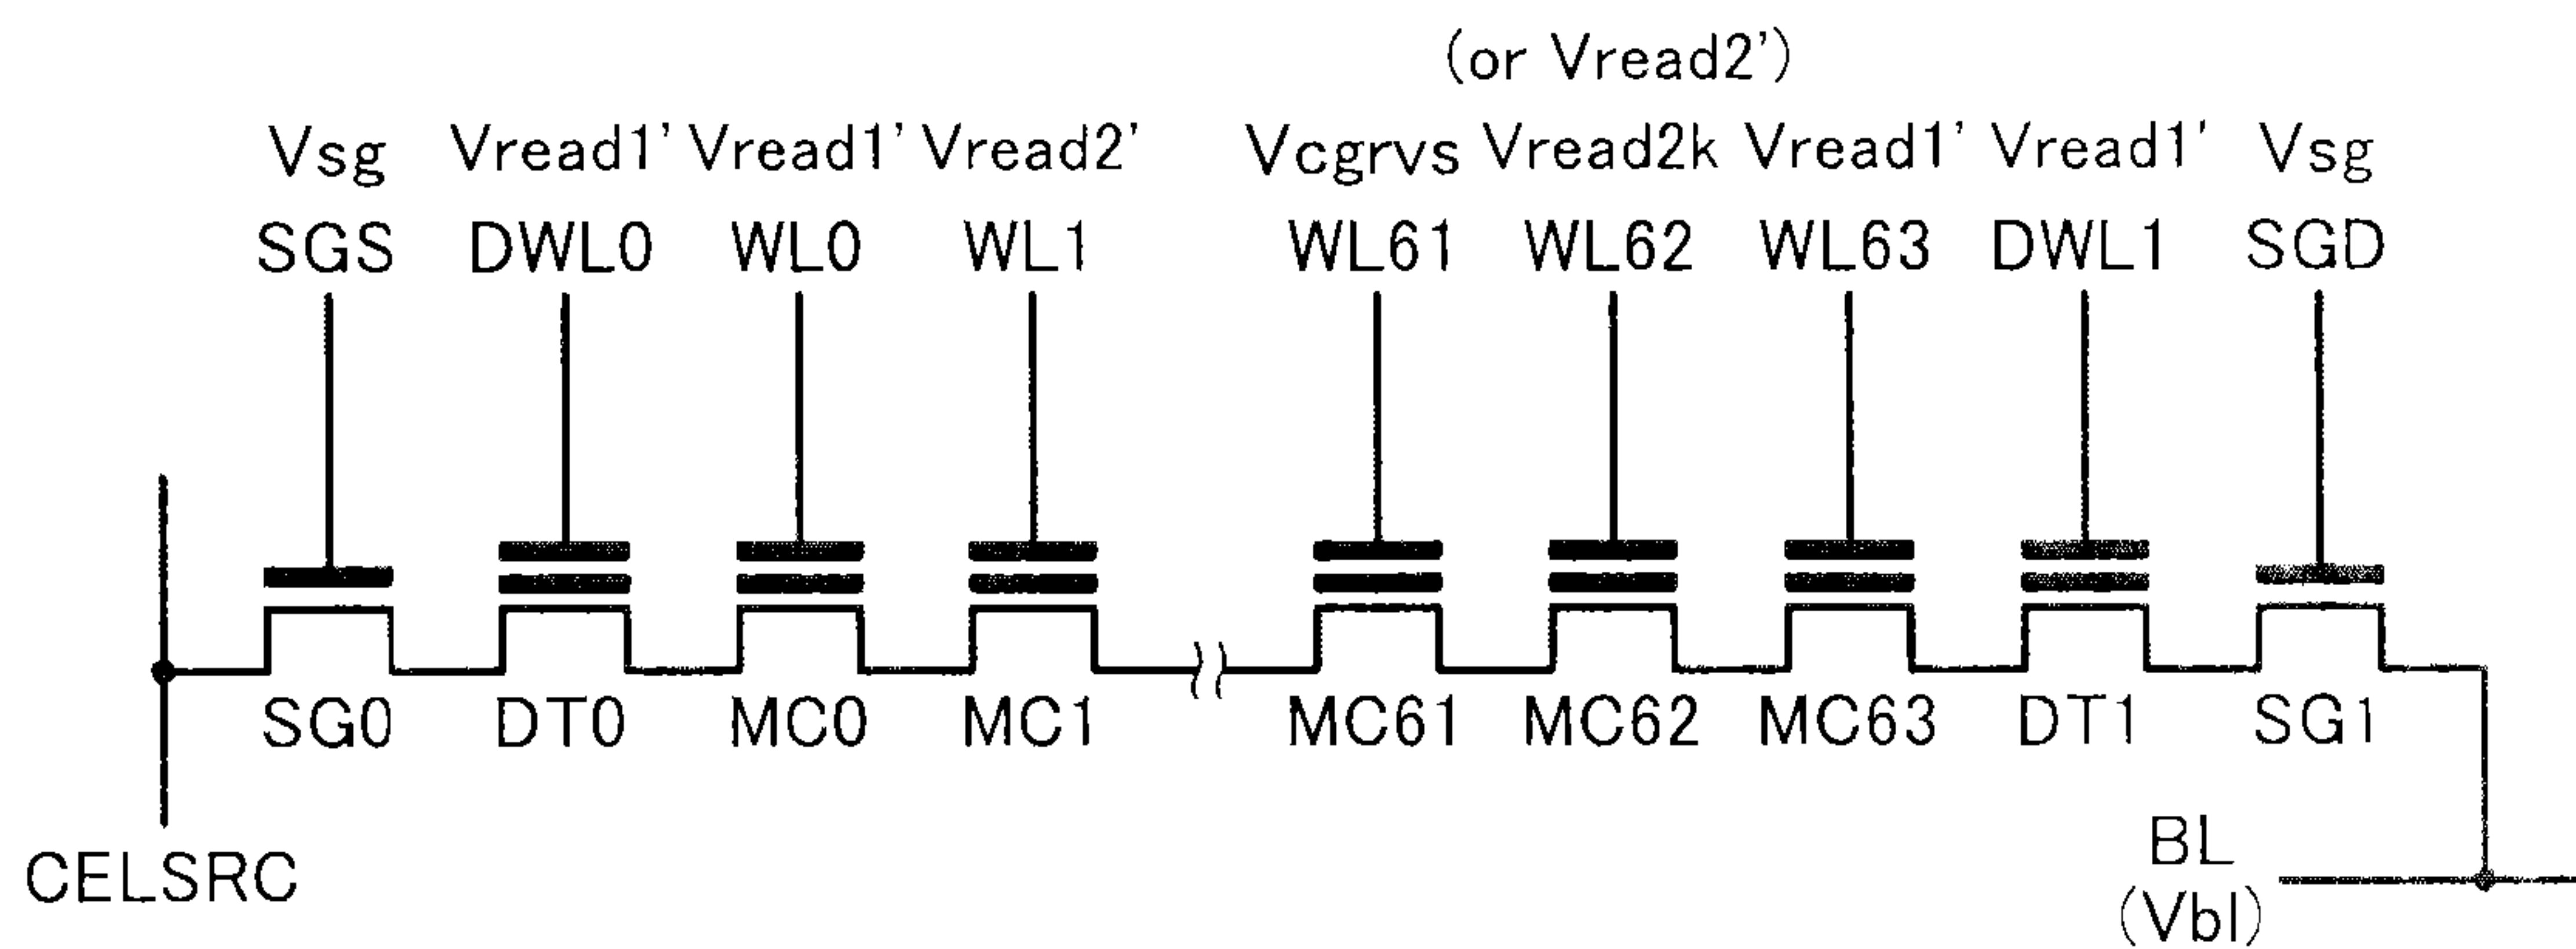 (or Vread2')
Vsg Vread1' Vread1' Vread2' Vcgrvs Vread2k Vread1' Vread1' Vsg
SGS DWL0 WL0 WL1 WL61 WL62 WL63 DWL1 SGD
SG0 DT0 MC0 MC1 MC61 MC62 MC63 DT1 SG1
CELSRC
BL
(Vbl)